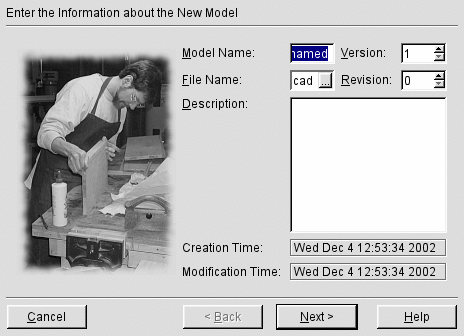 Enter the Information about the New Model
Model Name: named Version: 1
File Name: cad ... Revision: 0
Description:
Creation Time: Wed Dec 4 12:53:34 2002
Modification Time: Wed Dec 4 12:53:34 2002
Cancel < Back Next > Help